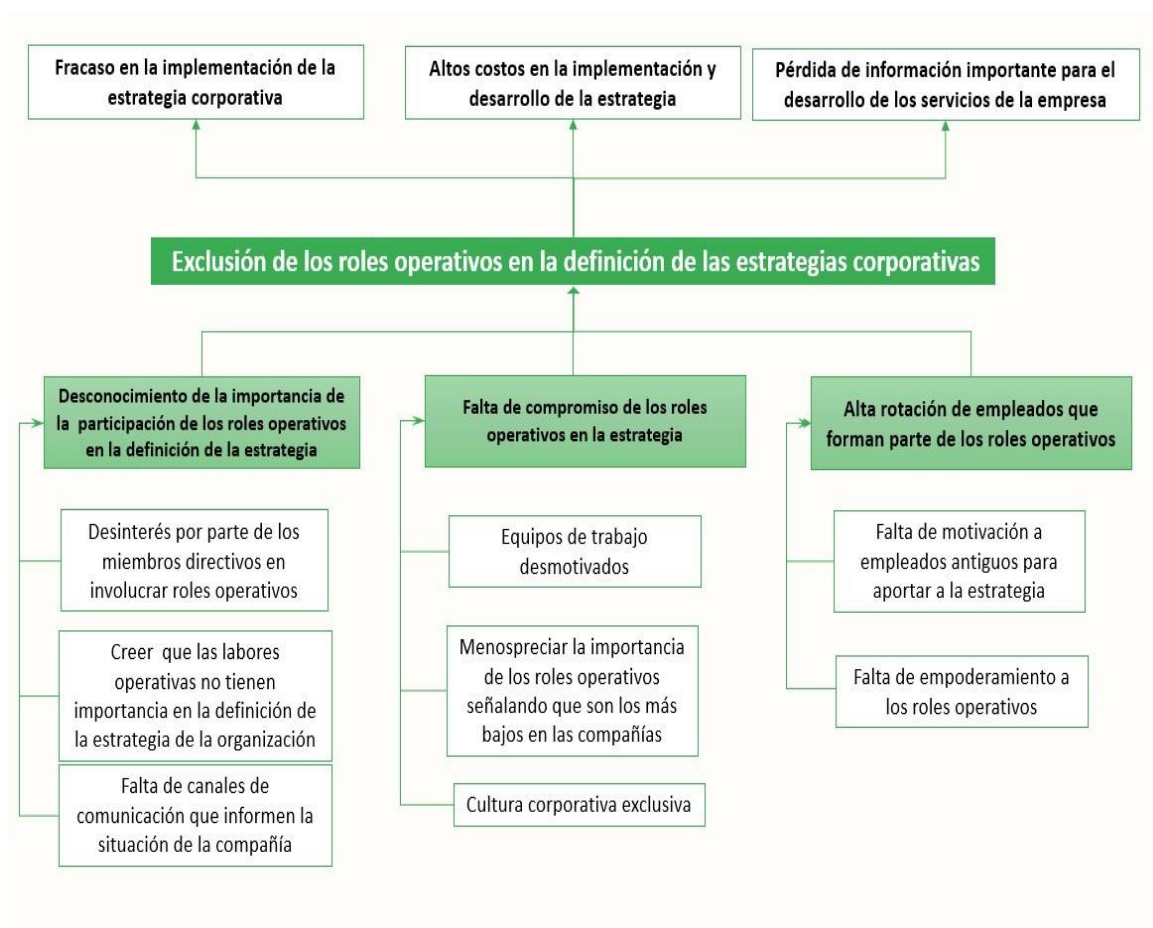 Fracaso en la implementación de la
estrategia corporativa
Altos costos en la implementación y
desarrollo de la estrategia
Pérdida de información importante para el
desarrollo de los servicios de la empresa
Exclusión de los roles operativos en la definición de las estrategias corporativas
Desconocimiento de la importancia de
la participación de los roles operativos
en la definición de la estrategia
Desinterés por parte de los
miembros directivos en
involucrar roles operativos
Creer que las labores
operativas no tienen
importancia en la definición de
la estrategia de la organización
Falta de canales de
comunicación que informen la
situación de la compañía
Falta de compromiso de los roles
operativos en la estrategia
Equipos de trabajo
desmotivados
Menospreciar la importancia
de los roles operativos
señalando que son los más
bajos en las compañías
Cultura corporativa exclusiva
Alta rotación de empleados que
forman parte de los roles operativos
Falta de motivación a
empleados antiguos para
aportar a la estrategia
Falta de empoderamiento a
los roles operativos